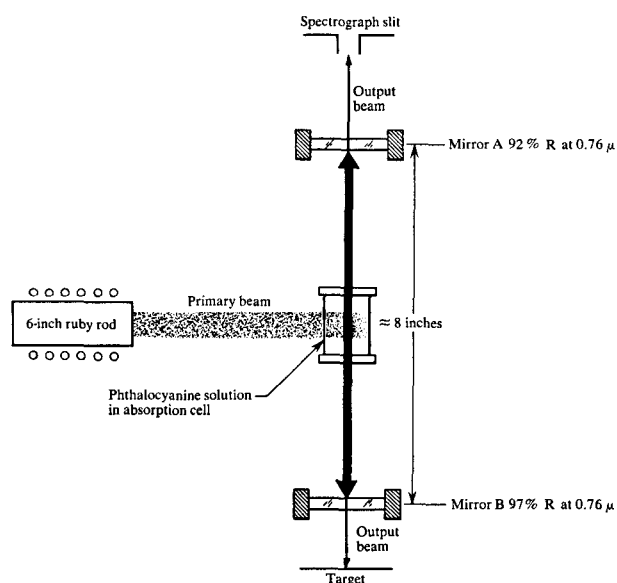 Spectrograph slit
Output
beam
Mirror A 92% R at 0.76 μ
Primary beam
6-inch ruby rod
≈ 8 inches
Phthalocyanine solution
in absorption cell
Mirror B 97% R at 0.76 μ
Output
beam
Target